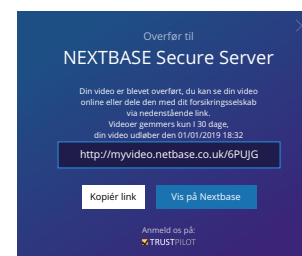 Overfør til
NEXTBASE Secure Server
Din video er blevet overført, du kan se din video
online eller dele den med dit forsikringsselskab
via nedenstående link.
Videoer gemmers kun I 30 dage,
din video udløber den 01/01/2019 18:32
http://myvideo.netbase.co.uk/6PUJG
Kopiér link
Vis på Nextbase
Anmeld os på:
TRUSTPILOT